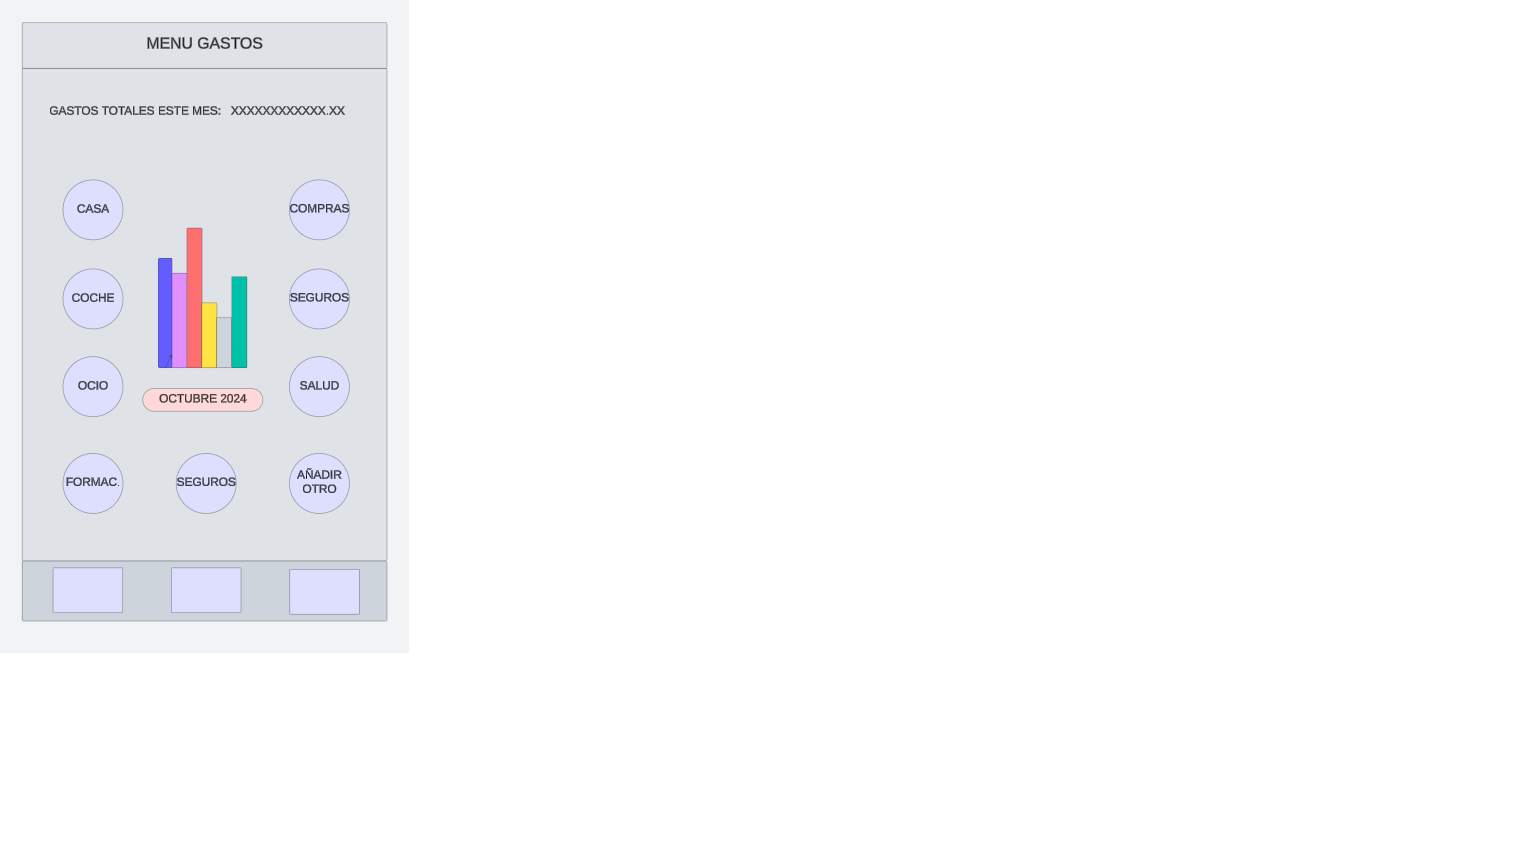 MENU GASTOS
GASTOS TOTALES ESTE MES: XXXXXXXXXXXX.XX
CASA
COMPRAS
COCHE
SEGUROS
OCIO
SALUD
OCTUBRE 2024
FORMAC.
SEGUROS
AÑADIR
OTRO